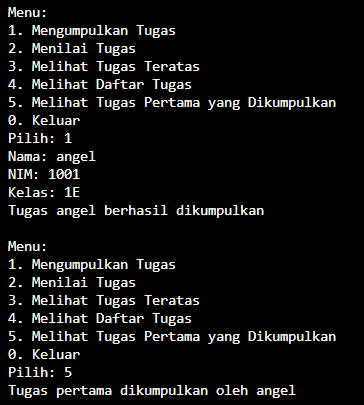 Menu:
1. Mengumpulkan Tugas
2. Menilai Tugas
3. Melihat Tugas Teratas
4. Melihat Daftar Tugas
5. Melihat Tugas Pertama yang Dikumpulkan
0. Keluar
Pilih: 1
Nama: angel
NIM: 1001
Kelas: 1E
Tugas angel berhasil dikumpulkan

Menu:
1. Mengumpulkan Tugas
2. Menilai Tugas
3. Melihat Tugas Teratas
4. Melihat Daftar Tugas
5. Melihat Tugas Pertama yang Dikumpulkan
0. Keluar
Pilih: 5
Tugas pertama dikumpulkan oleh angel